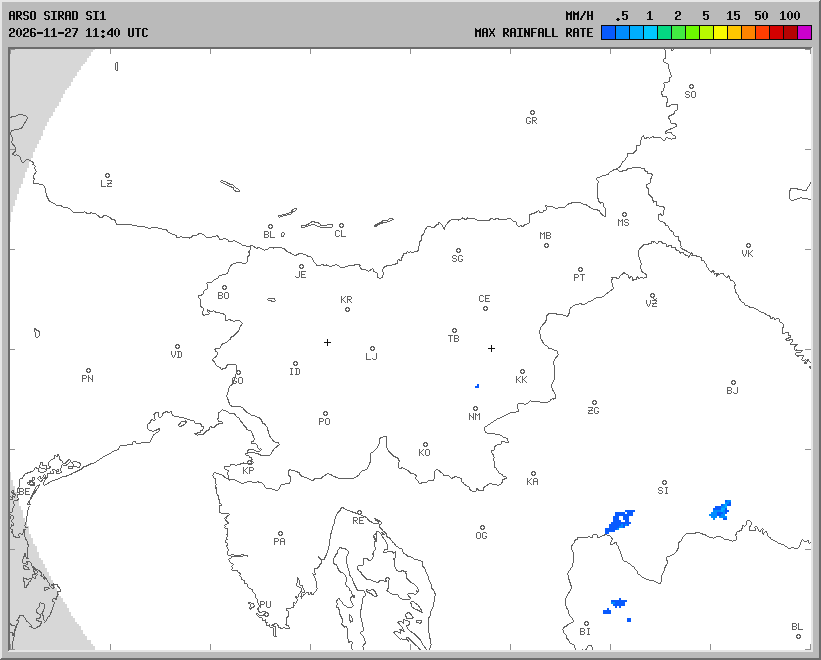 ARSO SIRAD SI1
MM/H .5 1 2 5 15 50 100
2026-11-27 11:40 UTC
MAX RAINFALL RATE
SO
GR
LZ
MS
BL
CL
MB
VK
SG
JE
PT
BO
KR
CE
VZ
TB
VD
LJ
ID
PN
GO
KK
BJ
ZG
NM
PO
KO
KP
KA
BE
SI
RE
OG
PA
PU
BI
BL